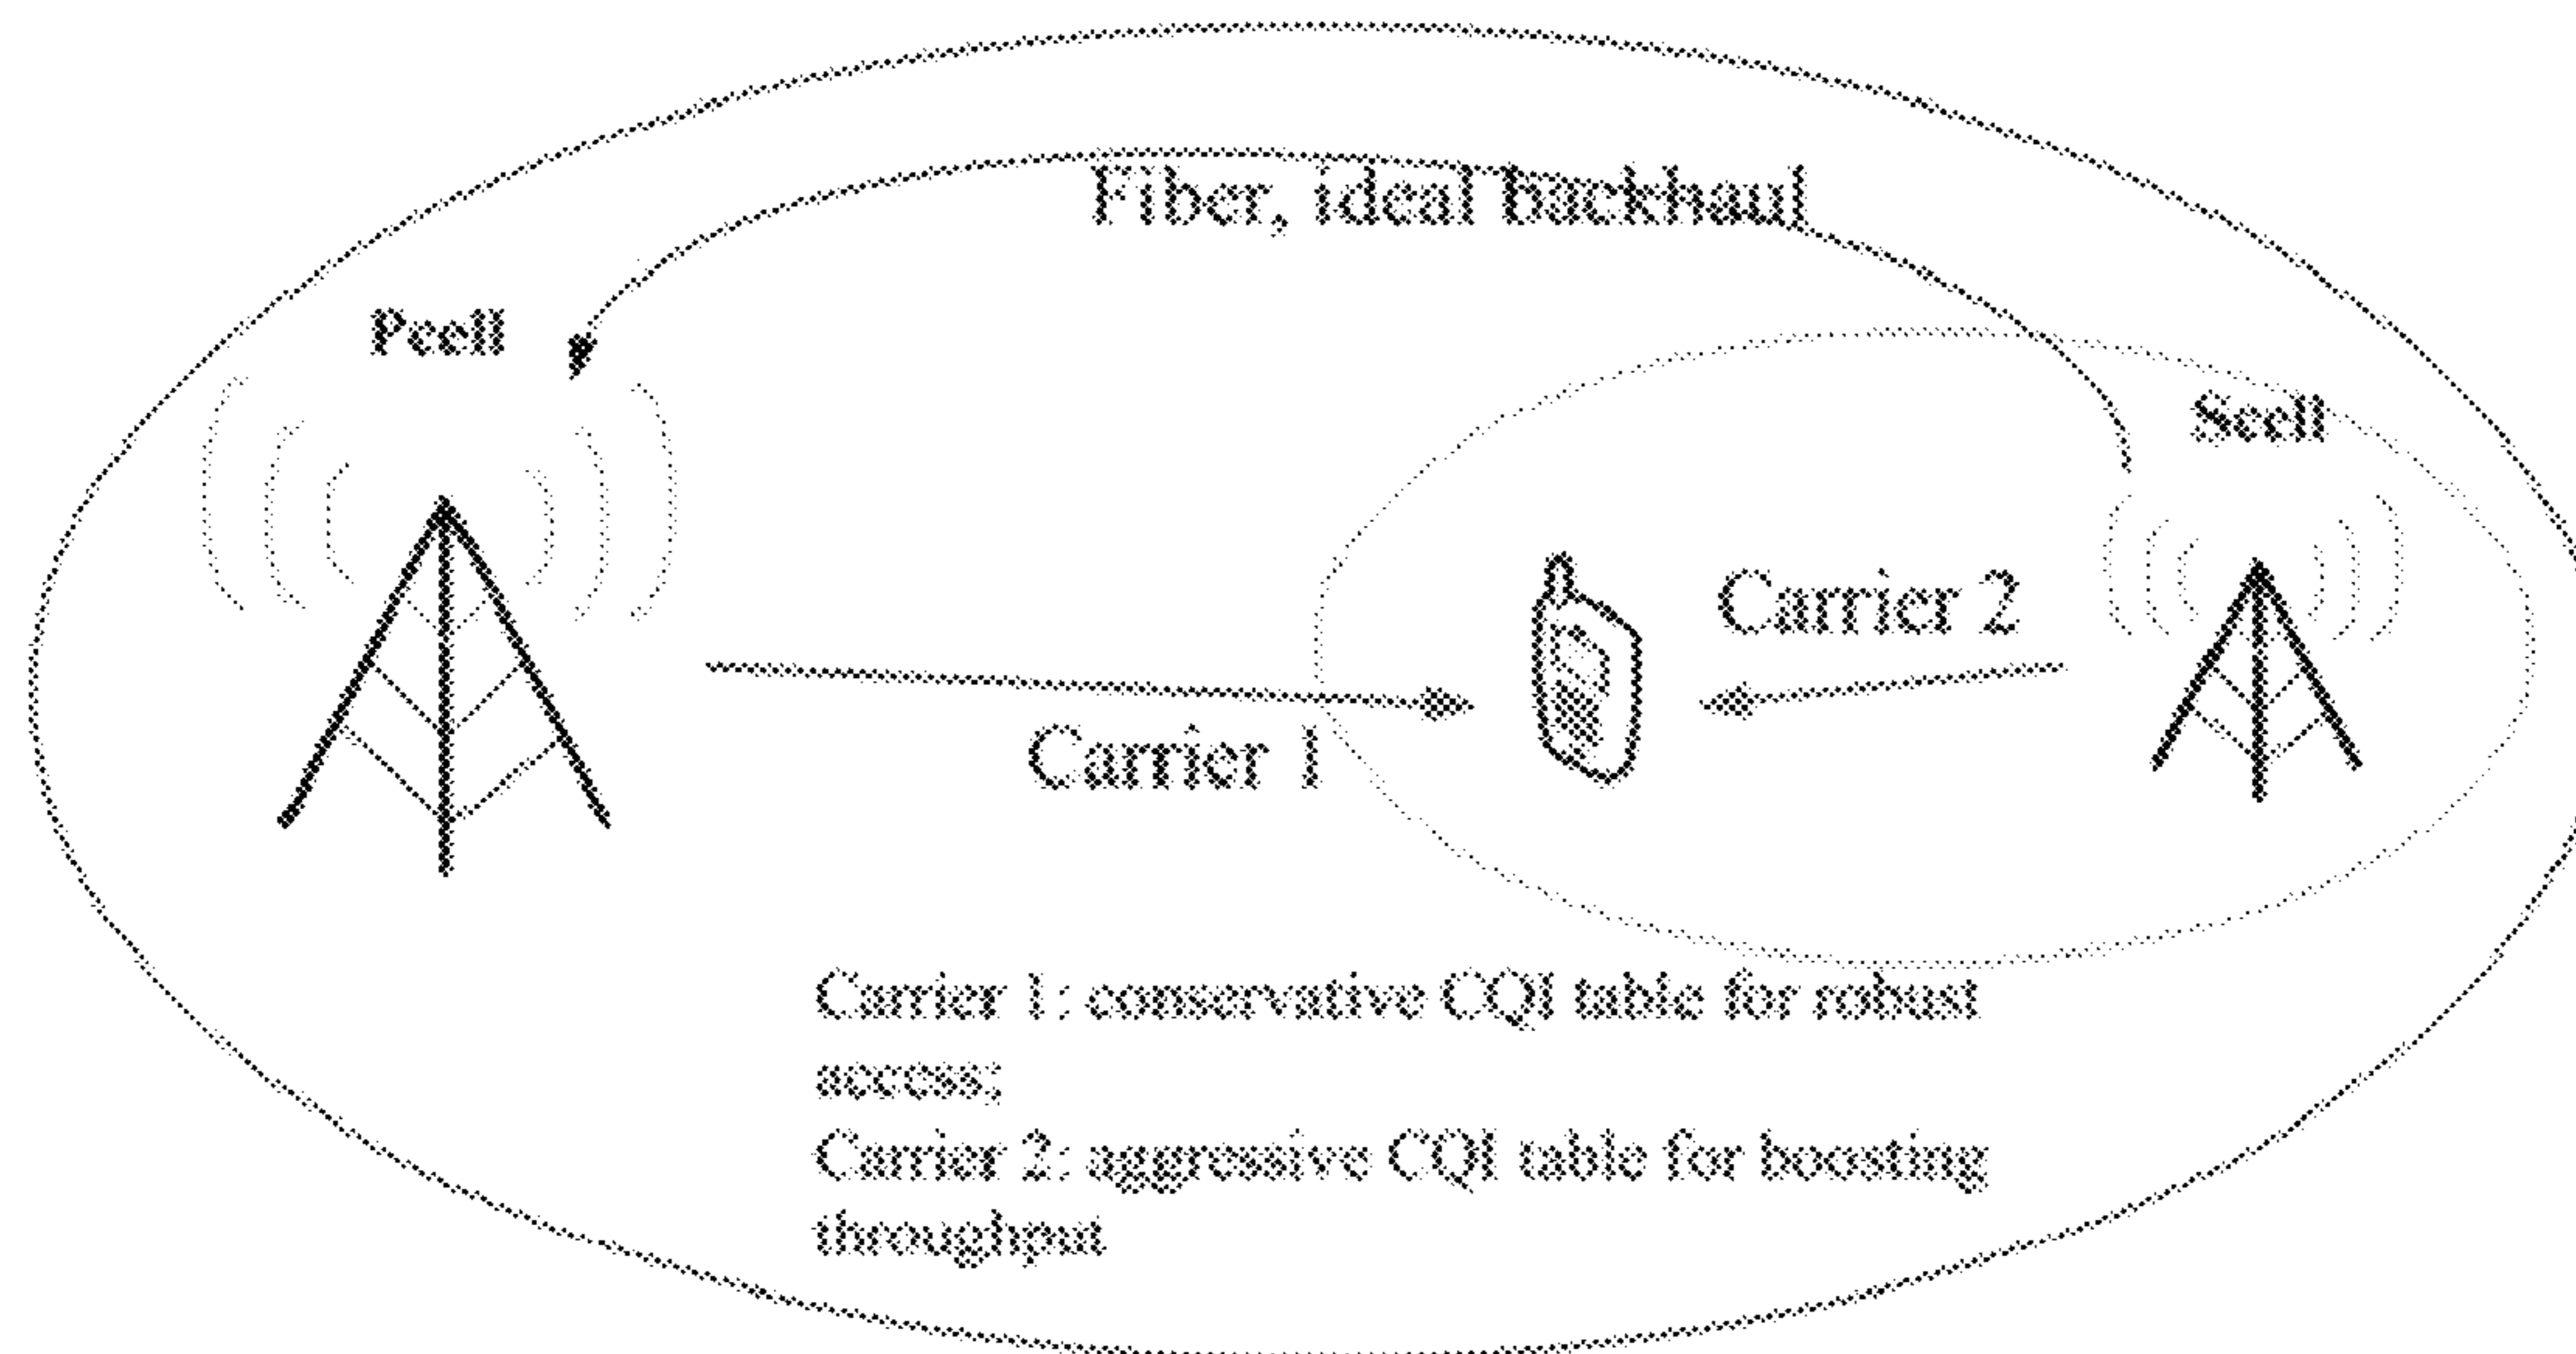 Fiber, ideal backhaul
Pcell
Scell
Carrier 2
Carrier 1
Carrier 1: conservative CQI table for robust
access;
Carrier 2: aggressive CQI table for boosting
throughput